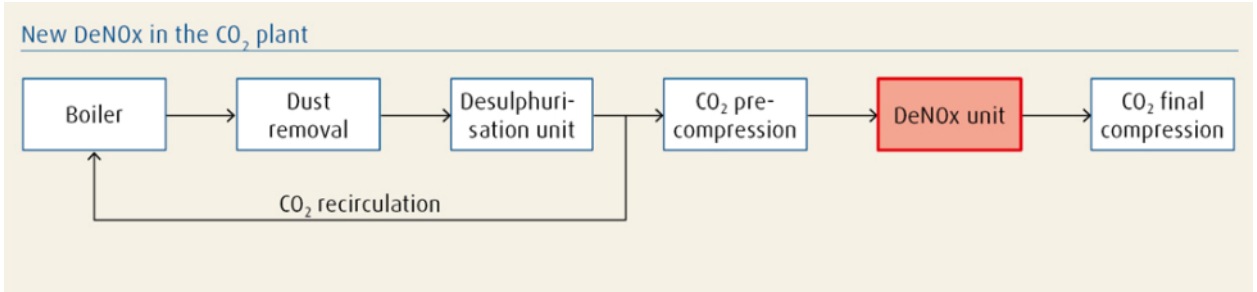 New DeNOx in the CO₂ plant
Boiler
Dust
removal
Desulphuri-
sation unit
CO₂ pre-
compression
DeNOx unit
CO₂ final
compression
CO₂ recirculation